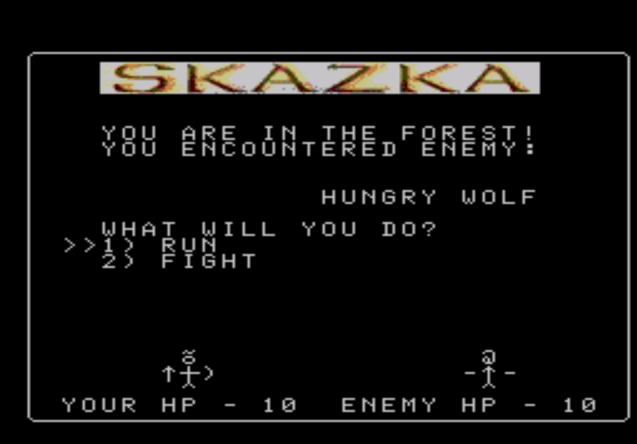 SKAZKA
YOU ARE IN THE FOREST!
YOU ENCOUNTERED ENEMY:
HUNGRY WOLF
WHAT WILL YOU DO?
>>1) RUN
2) FIGHT
YOUR HP - 10 ENEMY HP - 10